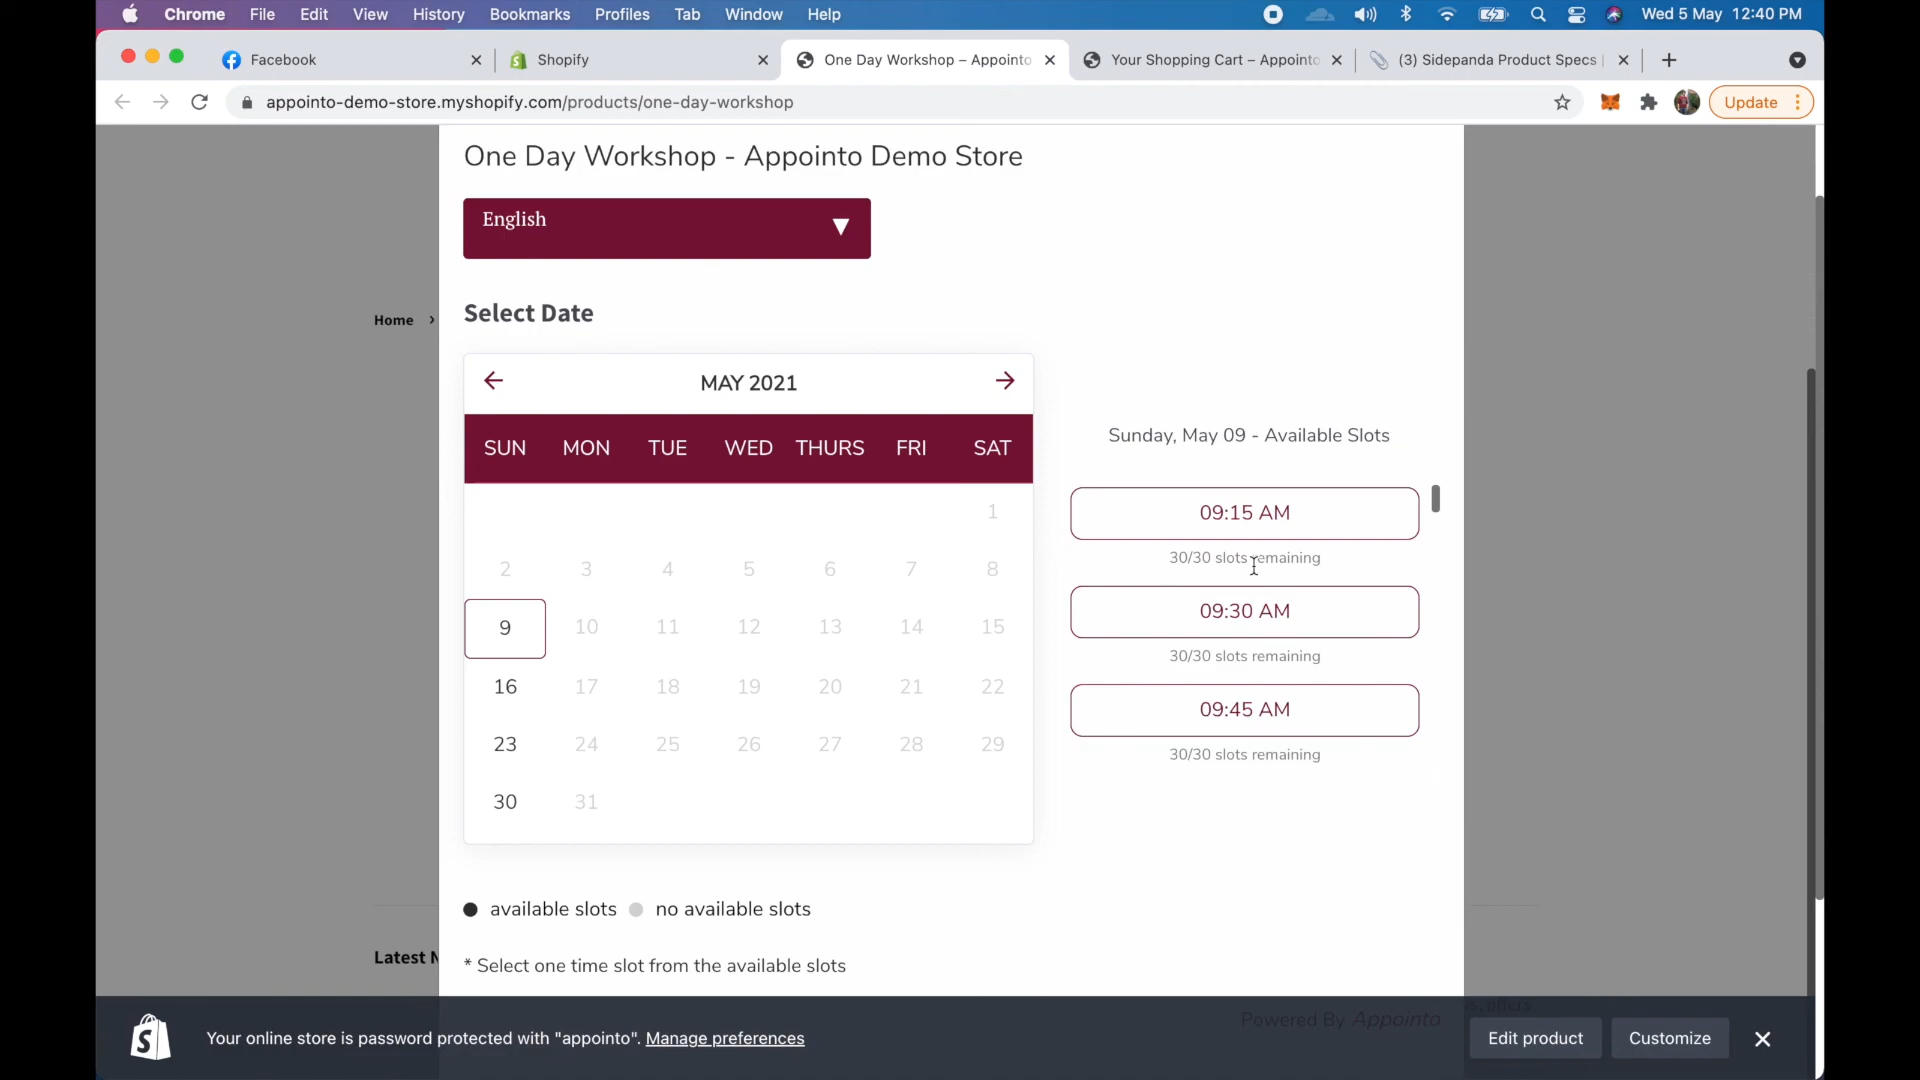 Chrome File Edit View History Bookmarks Profiles Tab Window Help Wed 5 May 12:40 PM
Facebook Shopify One Day Workshop – Appointo Your Shopping Cart – Appointo (3) Sidepanda Product Specs
appointo-demo-store.myshopify.com/products/one-day-workshop Update
One Day Workshop - Appointo Demo Store
English
Home
Select Date
MAY 2021
SUN MON TUE WED THURS FRI SAT
1
2 3 4 5 6 7 8
9 10 11 12 13 14 15
16 17 18 19 20 21 22
23 24 25 26 27 28 29
30 31
Sunday, May 09 - Available Slots
09:15 AM
30/30 slots remaining
09:30 AM
30/30 slots remaining
09:45 AM
30/30 slots remaining
available slots no available slots
Latest
* Select one time slot from the available slots
Powered By Appointo
Your online store is password protected with "appointo". Manage preferences
Edit product Customize